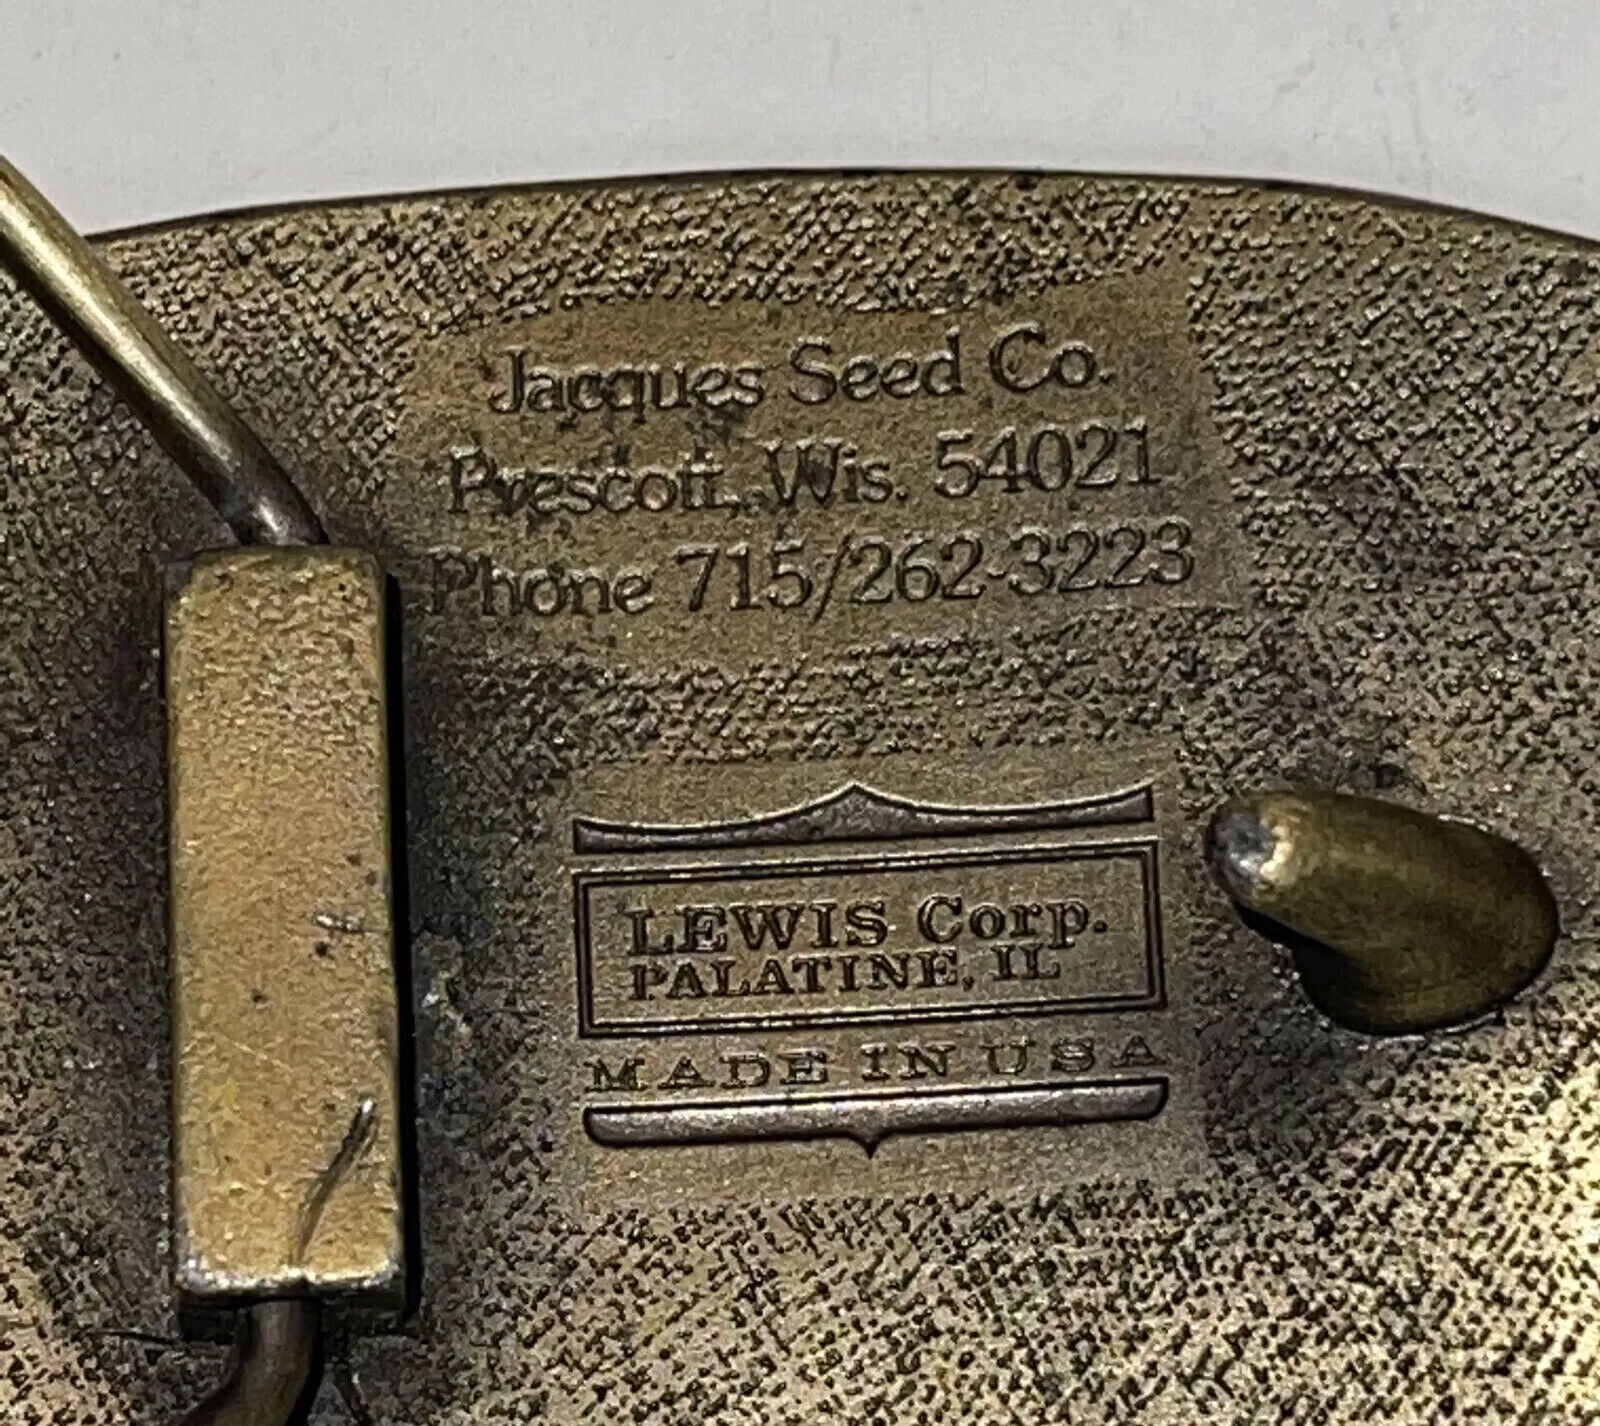 Jacques Seed Co.
Prescott, Wis. 54021
Phone 715/262-3223
LEWIS Corp.
PALATINE, IL
MADE IN USA